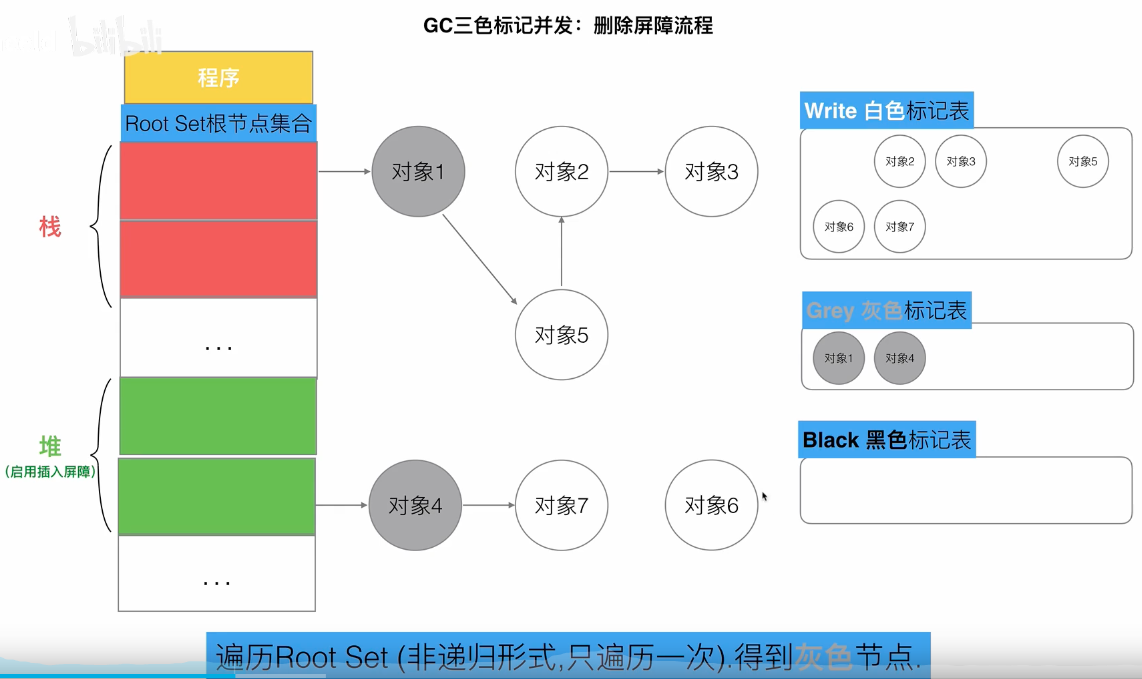 GC三色标记并发：删除屏障流程
bilibili
程序
Root Set根节点集合
栈
...
堆
（启用插入屏障）
...
对象1
对象2
对象3
对象5
对象4
对象7
对象6
Write 白色标记表
对象2
对象3
对象5
对象6
对象7
Grey 灰色标记表
对象1
对象4
Black 黑色标记表
遍历Root Set (非递归形式,只遍历一次).得到灰色节点.